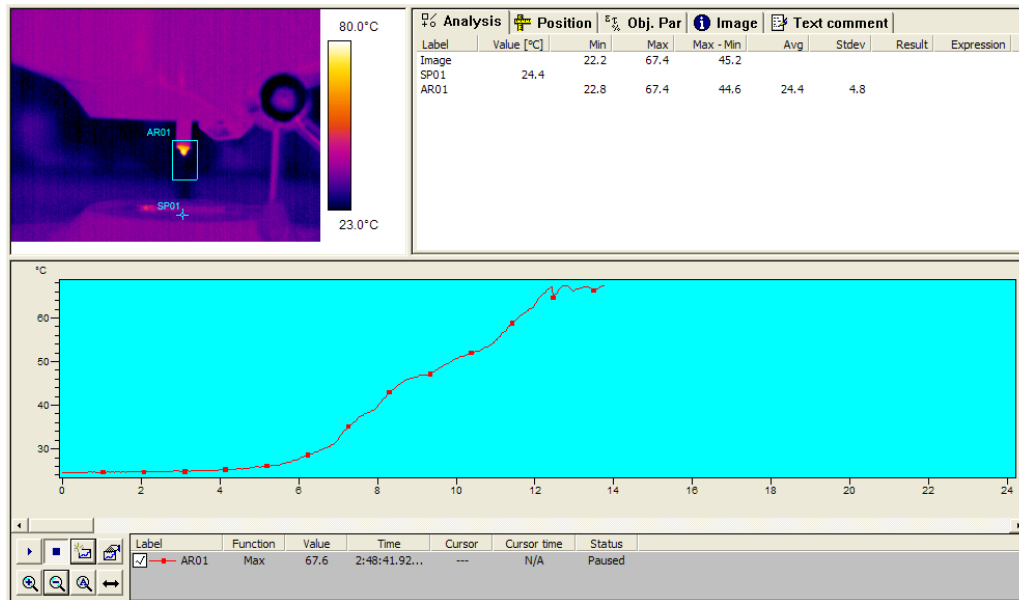 80.0°C
AR01
SP01
23.0°C
Analysis Position Obj. Par Image Text comment
Label Value [°C] Min Max Max - Min Avg Stdev Result Expression
Image 22.2 67.4 45.2
SP01 24.4
AR01 22.8 67.4 44.6 24.4 4.8
°C
60
50
40
30
0 2 4 6 8 10 12 14 16 18 20 22 24
Label Function Value Time Cursor Cursor time Status
AR01 Max 67.6 2:48:41.92... --- N/A Paused